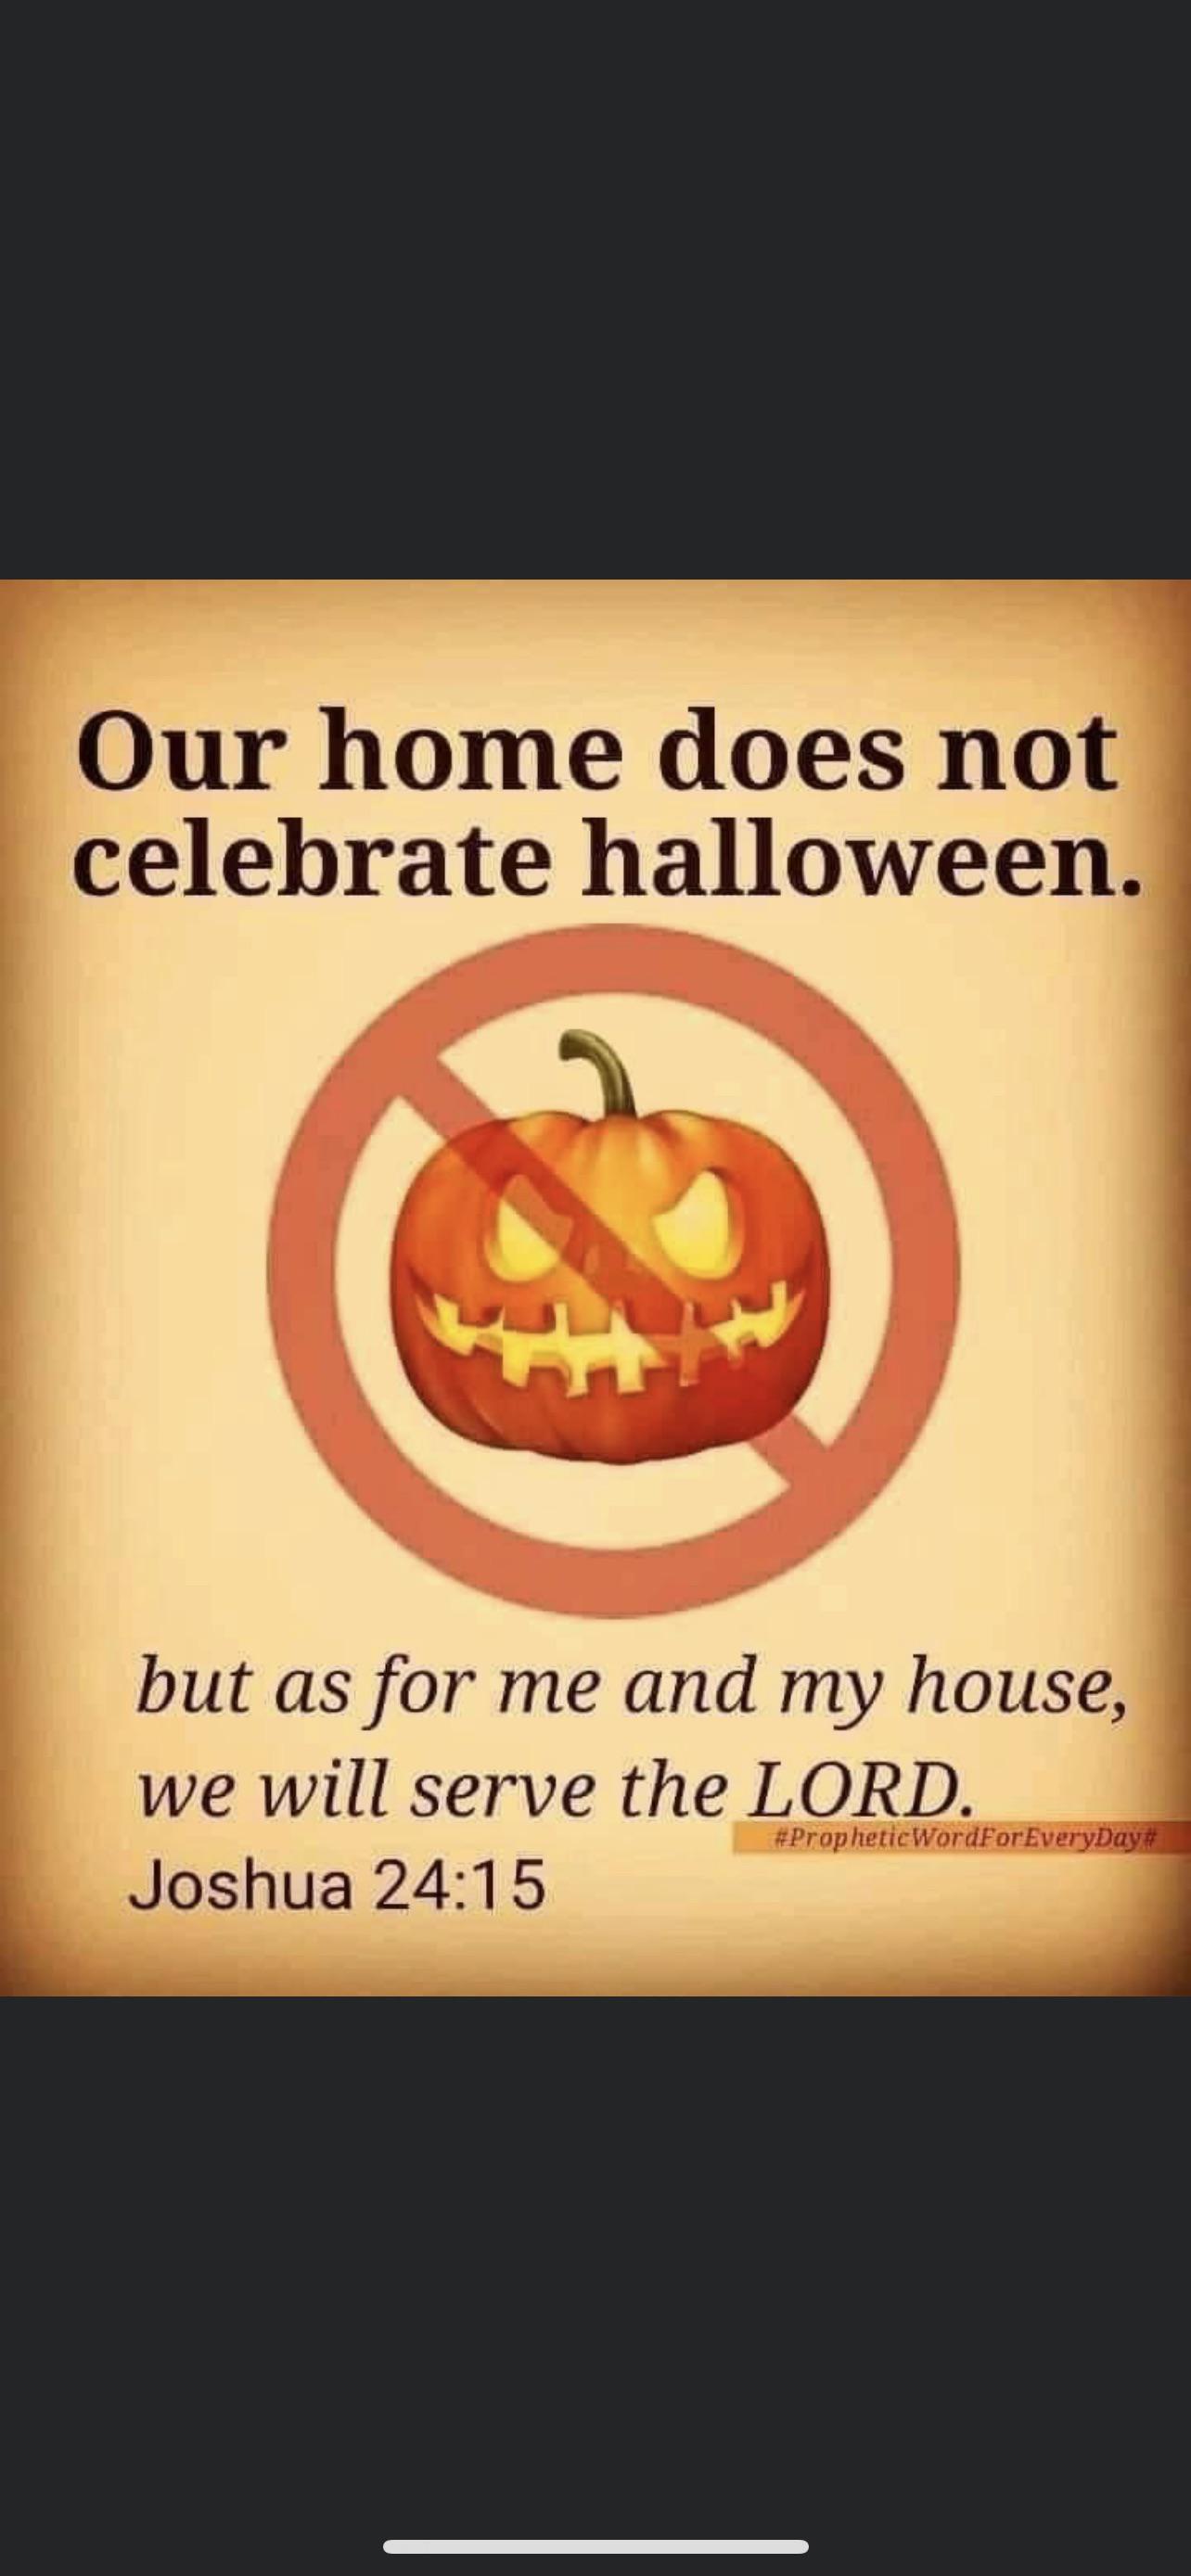 Our home does not
celebrate halloween.
but as for me and my house,
we will serve the LORD.
#PropheticWordForEveryDay#
Joshua 24:15